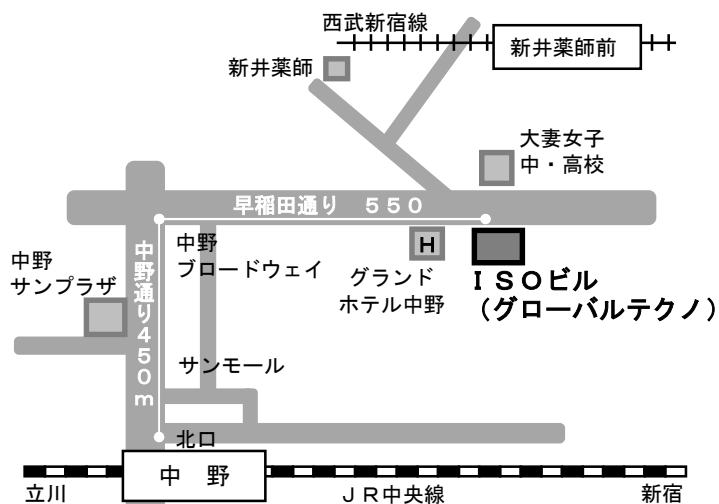 西武新宿線
新井薬師前
新井薬師
大妻女子
中・高校
早稲田通り　５５０
中野
ブロードウェイ
中野通り４５０ｍ
中野
サンプラザ
H
グランド
ホテル中野
ＩＳＯビル
（グローバルテクノ）
サンモール
北口
中　野
立川
ＪＲ中央線
新宿